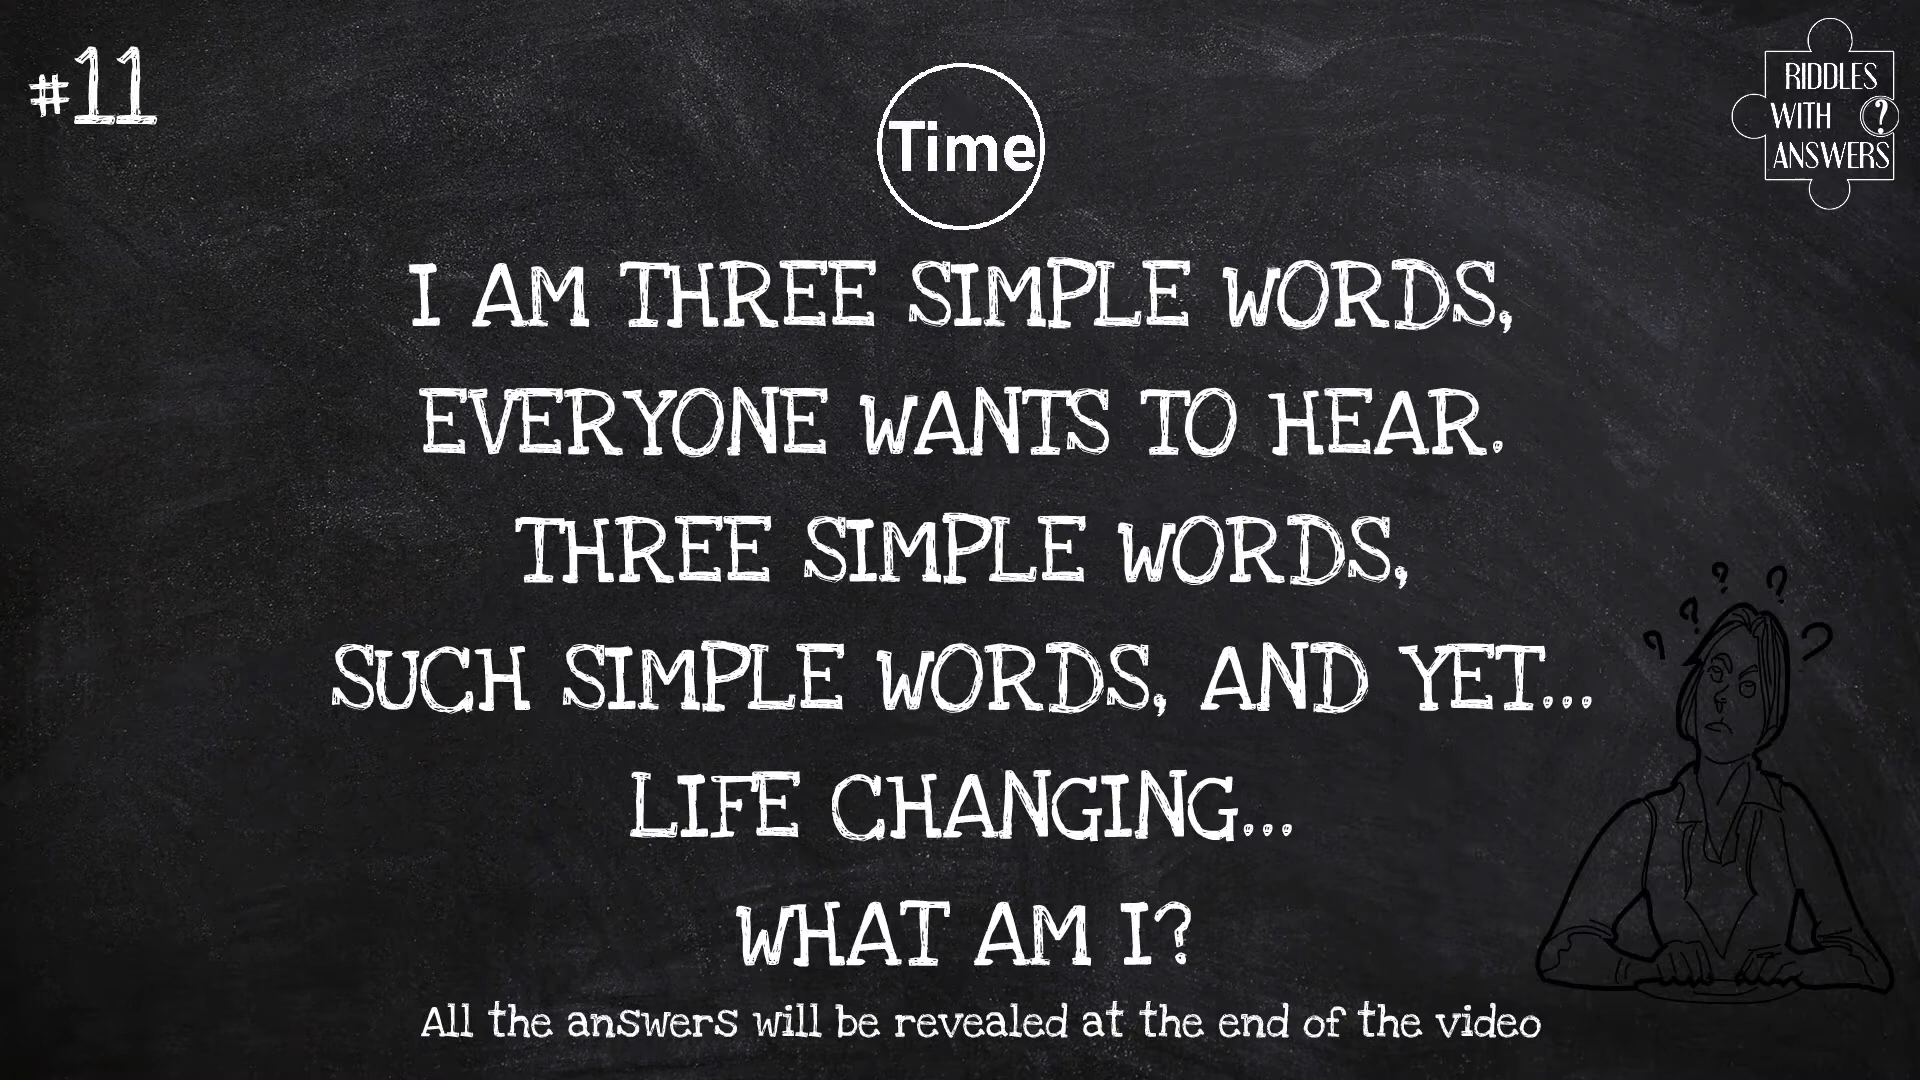 #11
Time
RIDDLES
WITH ?
ANSWERS
I AM THREE SIMPLE WORDS,
EVERYONE WANTS TO HEAR.
THREE SIMPLE WORDS,
SUCH SIMPLE WORDS, AND YET...
LIFE CHANGING...
WHAT AM I?
All the answers will be revealed at the end of the video